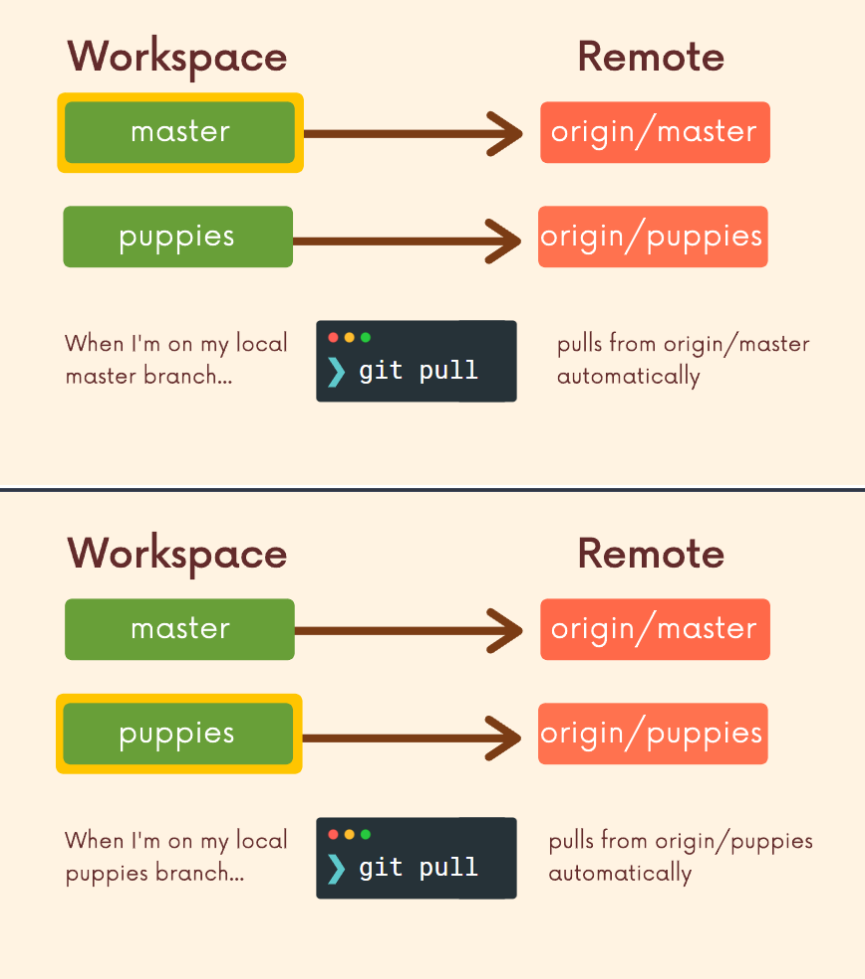 Workspace
Remote
master
origin/master
puppies
origin/puppies
When I'm on my local
master branch...
❯ git pull
pulls from origin/master
automatically
Workspace
Remote
master
origin/master
puppies
origin/puppies
When I'm on my local
puppies branch...
❯ git pull
pulls from origin/puppies
automatically